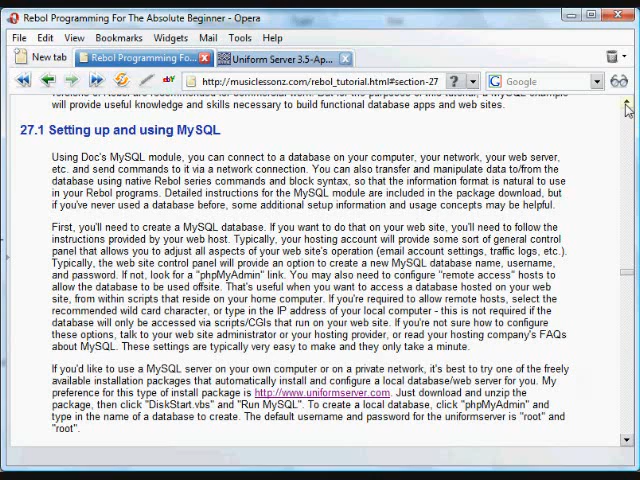 Rebol Programming For The Absolute Beginner - Opera
File Edit View Bookmarks Widgets Mail Tools Help
New tab Rebol Programming Fo... Uniform Server 3.5-Ap...
http://musiclessonz.com/rebol_tutorial.html#section-27 ? Google
will provide useful knowledge and skills necessary to build functional database apps and web sites.
27.1 Setting up and using MySQL
Using Doc's MySQL module, you can connect to a database on your computer, your network, your web server,
etc. and send commands to it via a network connection. You can also transfer and manipulate data to/from the
database using native Rebol series commands and block syntax, so that the information format is natural to use
in your Rebol programs. Detailed instructions for the MySQL module are included in the package download, but
if you've never used a database before, some additional setup information and usage concepts may be helpful.
First, you'll need to create a MySQL database. If you want to do that on your web site, you'll need to follow the
instructions provided by your web host. Typically, your hosting account will provide some sort of general control
panel that allows you to adjust all aspects of your web site's operation (email account settings, traffic logs, etc.).
Typically, the web site control panel will provide an option to create a new MySQL database name, username,
and password. If not, look for a "phpMyAdmin" link. You may also need to configure "remote access" hosts to
allow the database to be used offsite. That's useful when you want to access a database hosted on your web
site, from within scripts that reside on your home computer. If you're required to allow remote hosts, select the
recommended wild card character, or type in the IP address of your local computer - this is not required if the
database will only be accessed via scripts/CGIs that run on your web site. If you're not sure how to configure
these options, talk to your web site administrator or your hosting provider, or read your hosting company's FAQs
about MySQL. These settings are typically very easy to make and they only take a minute.
If you'd like to use a MySQL server on your own computer or on a private network, it's best to try one of the freely
available installation packages that automatically install and configure a local database/web server for you. My
preference for this type of install package is http://www.uniformserver.com. Just download and unzip the
package, then click "DiskStart.vbs" and "Run MySQL". To create a local database, click "phpMyAdmin" and
type in the name of a database to create. The default username and password for the uniformserver is "root" and
"root".